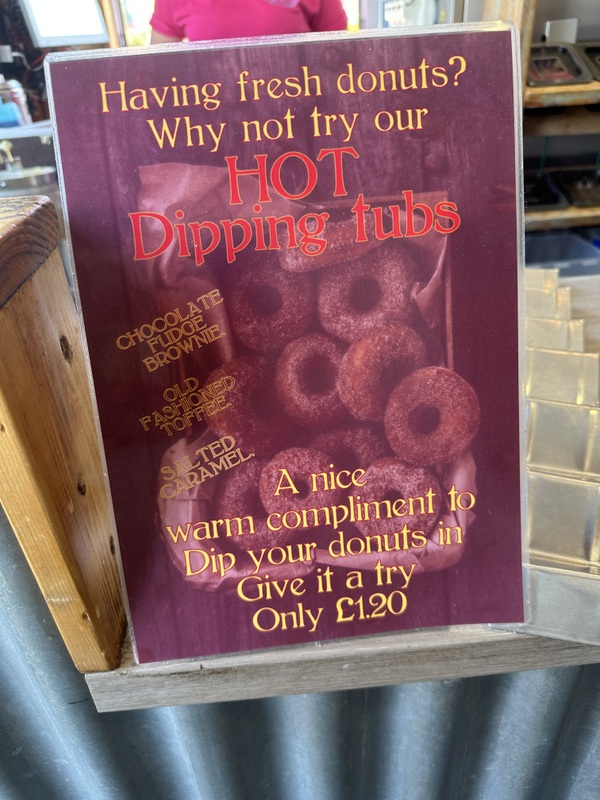 Having fresh donuts?
Why not try our
HOT
Dipping tubs
CHOCOLATE
FUDGE
BROWNIE.
OLD
FASHIONED
TOFFEE.
SALTED
CARAMEL.
A nice
warm compliment to
Dip your donuts in
Give it a try
Only £1.20